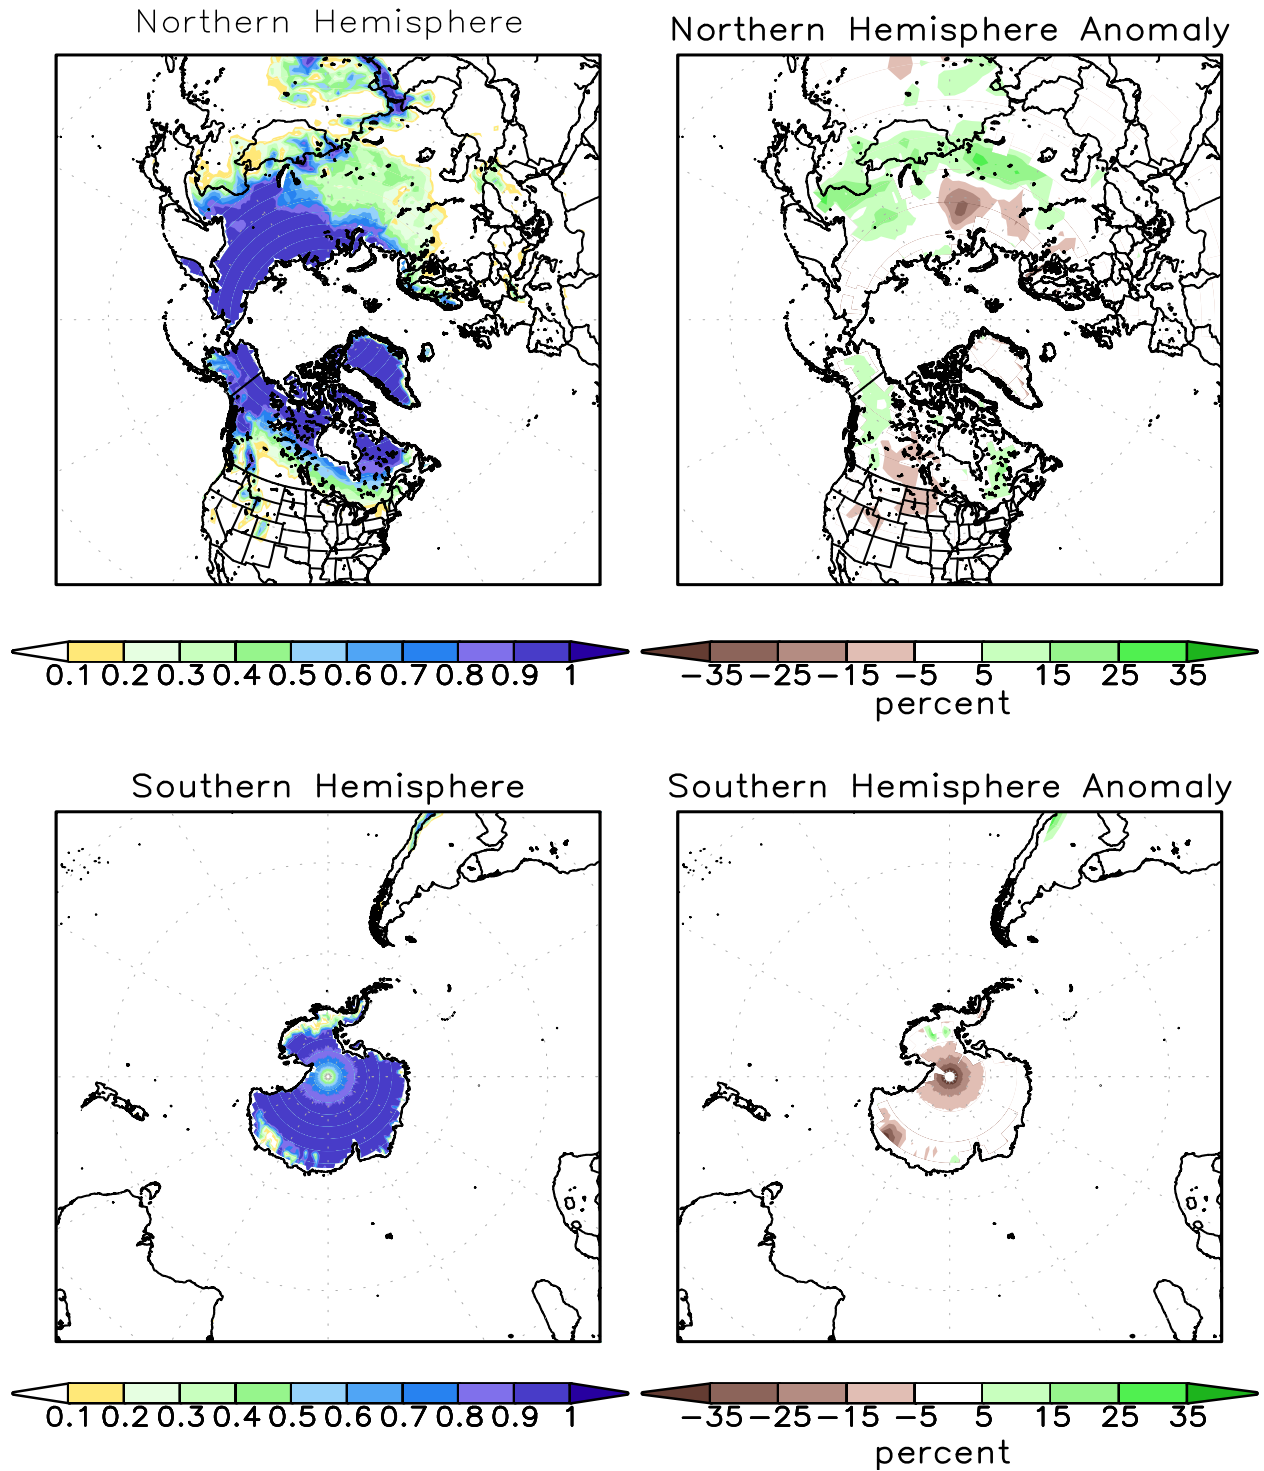 Northern Hemisphere
Northern Hemisphere Anomaly
0.1 0.2 0.3 0.4 0.5 0.6 0.7 0.8 0.9 1
-35 -25 -15 -5 5 15 25 35
percent
Southern Hemisphere
Southern Hemisphere Anomaly
0.1 0.2 0.3 0.4 0.5 0.6 0.7 0.8 0.9 1
-35 -25 -15 -5 5 15 25 35
percent